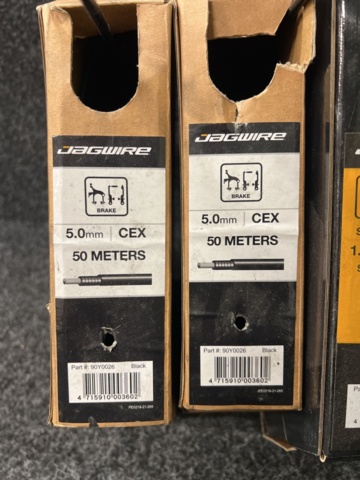 JAGWIRE
BRAKE
5.0mm CEX
50 METERS
Part #: 90Y0026 Black
4 715910 003602
JAGWIRE
BRAKE
5.0mm CEX
50 METERS
Part #: 90Y0026 Black
4 715910 003602